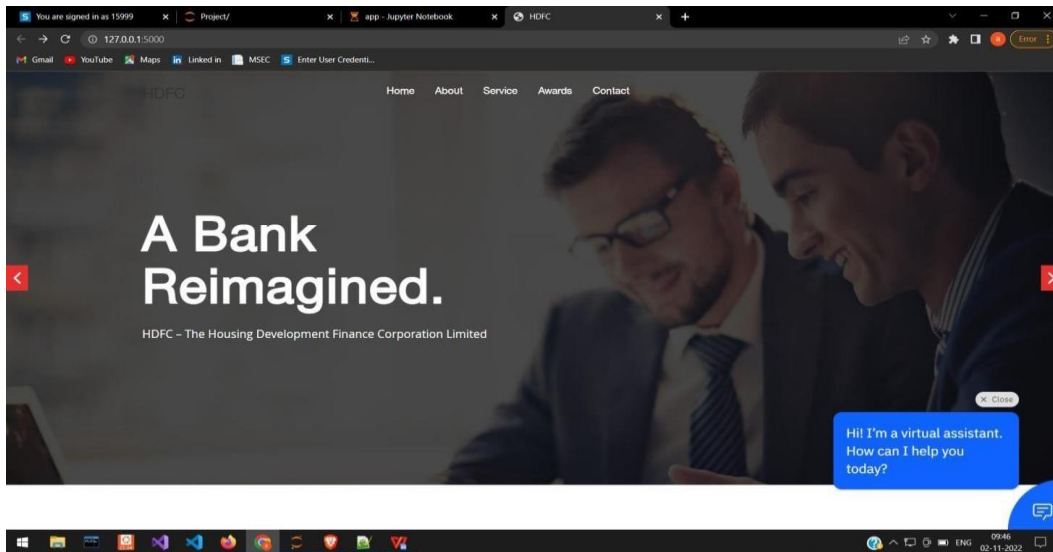 You are signed in as 15999
Project/
app - Jupyter Notebook
HDFC
127.0.0.1:5000
Error
Gmail
YouTube
Maps
Linked in
MSEC
Enter User Credenti...
HDFC
Home
About
Service
Awards
Contact
A Bank
Reimagined.
HDFC – The Housing Development Finance Corporation Limited
× Close
Hi! I'm a virtual assistant.
How can I help you
today?
ENG
09:46
02-11-2022